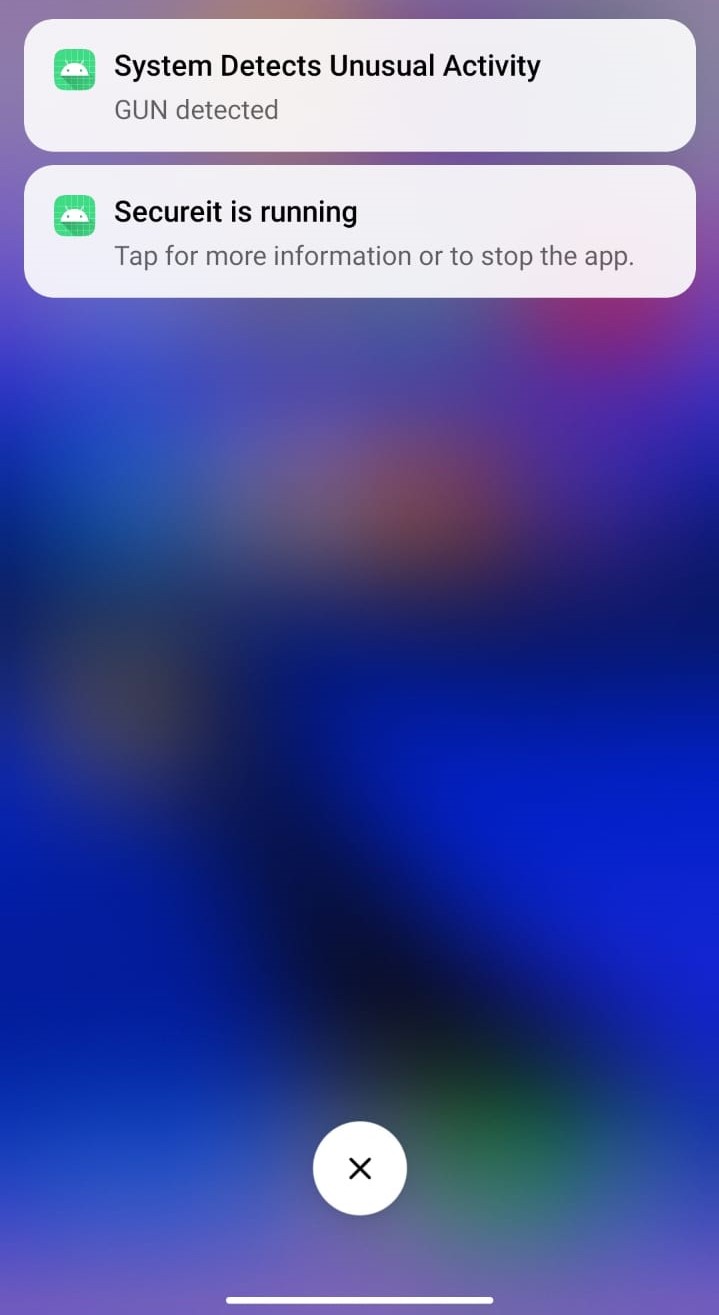 System Detects Unusual Activity
GUN detected
Secureit is running
Tap for more information or to stop the app.